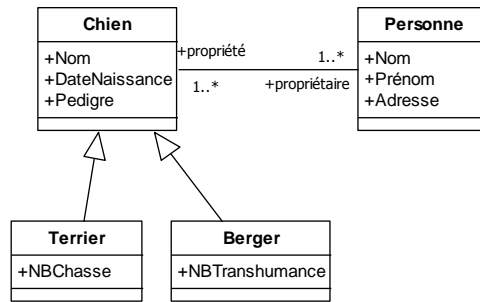 Chien
+Nom
+DateNaissance
+Pedigre
+propriété
1..*
1..*
+propriétaire
Personne
+Nom
+Prénom
+Adresse
Terrier
+NBChasse
Berger
+NBTranshumance